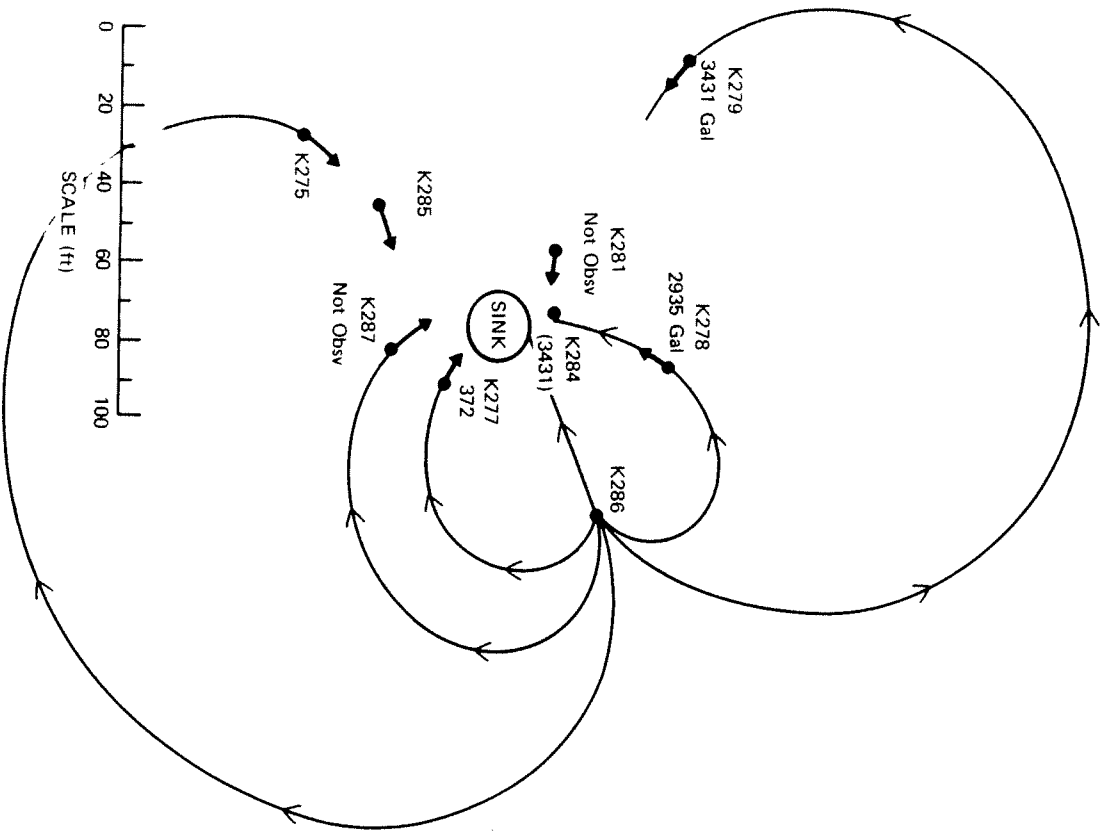 K279
3431 Gal
K275
K285
K281
Not Obsv
K278
2935 Gal
K284
(3431)
SINK
K287
Not Obsv
K277
372
K286
0
20
40
60
80
100
SCALE (ft)